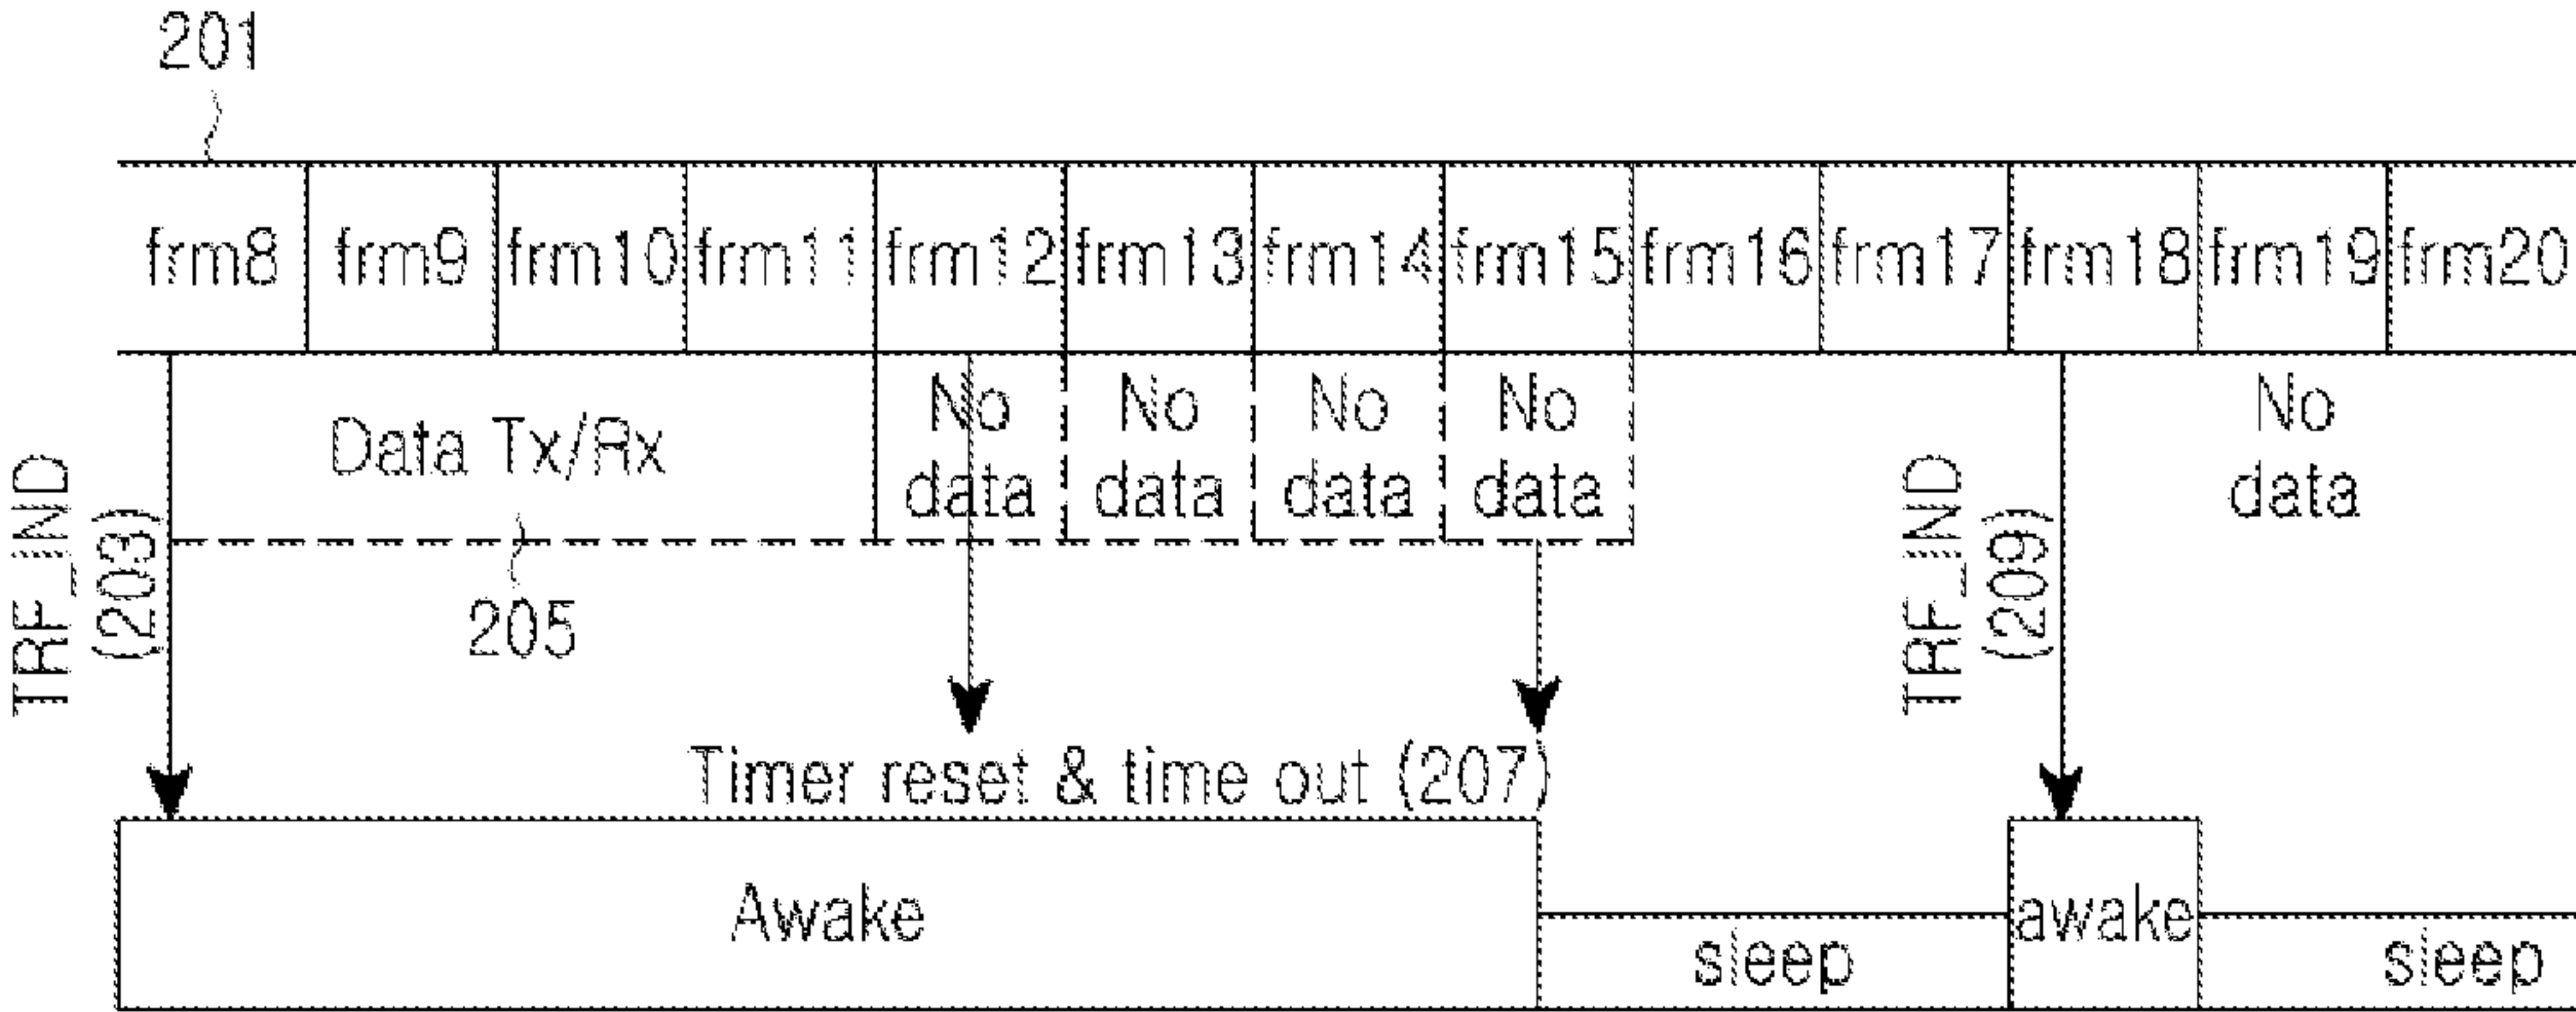 201
frm8 frm9 frm10 frm11 frm12 frm13 frm14 frm15 frm16 frm17 frm18 frm19 frm20
TRF_IND
(203)
Data Tx/Rx
205
No
data
No
data
No
data
No
data
TRF_IND
(209)
No
data
Timer reset & time out (207)
Awake
sleep
awake
sleep